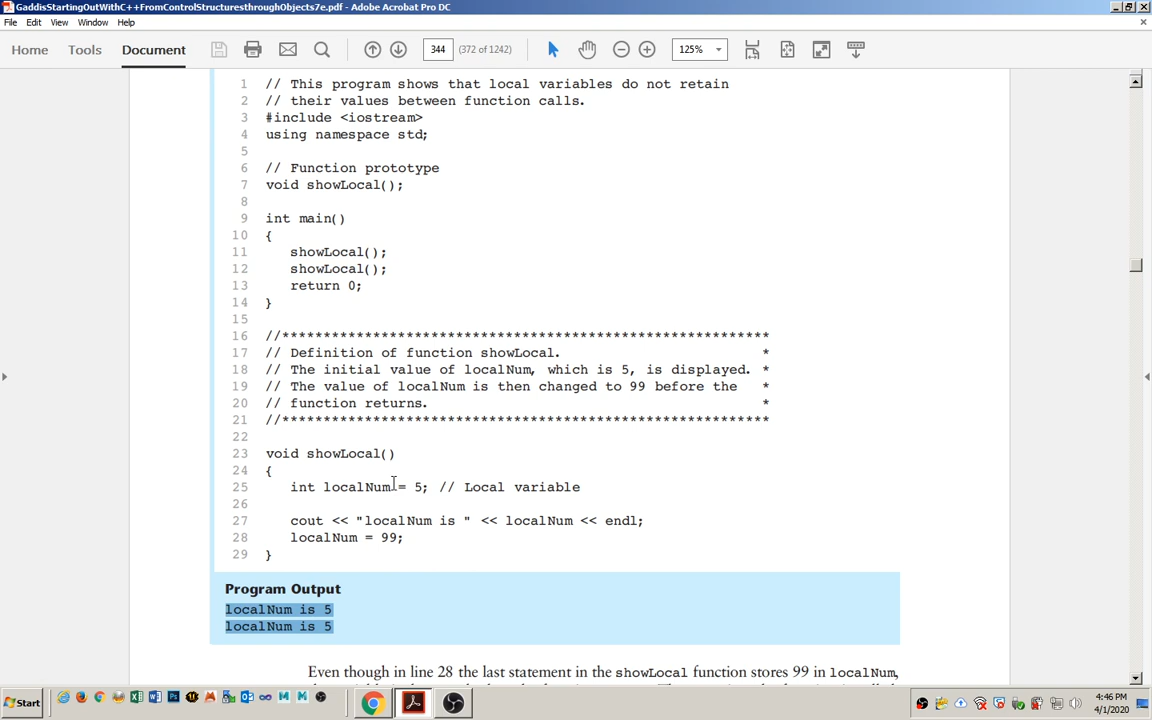 GaddisStartingOutWithC++FromControlStructuresthroughObjects7e.pdf - Adobe Acrobat Pro DC
File Edit View Window Help
Home Tools Document 344 (372 of 1242) 125%
1 // This program shows that local variables do not retain
2 // their values between function calls.
3 #include <iostream>
4 using namespace std;
5
6 // Function prototype
7 void showLocal();
8
9 int main()
10 {
11 showLocal();
12 showLocal();
13 return 0;
14 }
15
16 //***********************************************************
17 // Definition of function showLocal. *
18 // The initial value of localNum, which is 5, is displayed. *
19 // The value of localNum is then changed to 99 before the *
20 // function returns. *
21 //***********************************************************
22
23 void showLocal()
24 {
25 int localNum = 5; // Local variable
26
27 cout << "localNum is " << localNum << endl;
28 localNum = 99;
29 }
Program Output
localNum is 5
localNum is 5
Even though in line 28 the last statement in the showLocal function stores 99 in localNum,
Start 4:46 PM
4/1/2020